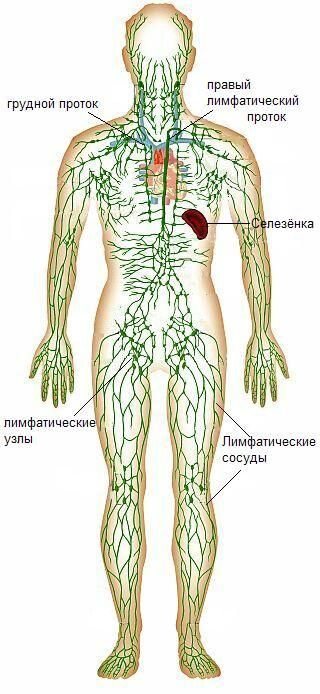 грудной проток
правый
лимфатический
проток
Селезёнка
лимфатические
узлы
Лимфатические
сосуды